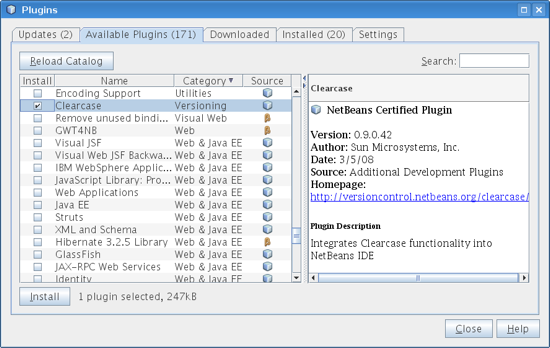 Plugins
Updates (2) Available Plugins (171) Downloaded Installed (20) Settings
Reload Catalog Search:
Install Name Category Source
Encoding Support Utilities
Clearcase Versioning
Remove unused bindi... Visual Web
GWT4NB Web
Visual JSF Web & Java EE
Visual Web JSF Backwa... Web & Java EE
IBM WebSphere Applic... Web & Java EE
JavaScript Library: Pro... Web & Java EE
Web Applications Web & Java EE
Java EE Web & Java EE
Struts Web & Java EE
XML and Schema Web & Java EE
Hibernate 3.2.5 Library Web & Java EE
GlassFish Web & Java EE
JAX-RPC Web Services Web & Java EE
Identity Web & Java EE
Clearcase
NetBeans Certified Plugin
Version: 0.9.0.42
Author: Sun Microsystems, Inc.
Date: 3/5/08
Source: Additional Development Plugins
Homepage:
http://versioncontrol.netbeans.org/clearcase/
Plugin Description
Integrates Clearcase functionality into
NetBeans IDE
Install 1 plugin selected, 247kB
Close Help